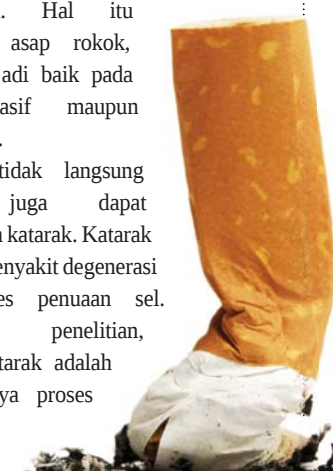 Hal itu
asap rokok,
adi baik pada
asif maupun
tidak langsung
juga dapat
katarak. Katarak
enyakit degenerasi
es penuaan sel.
penelitian,
tarak adalah
ya proses